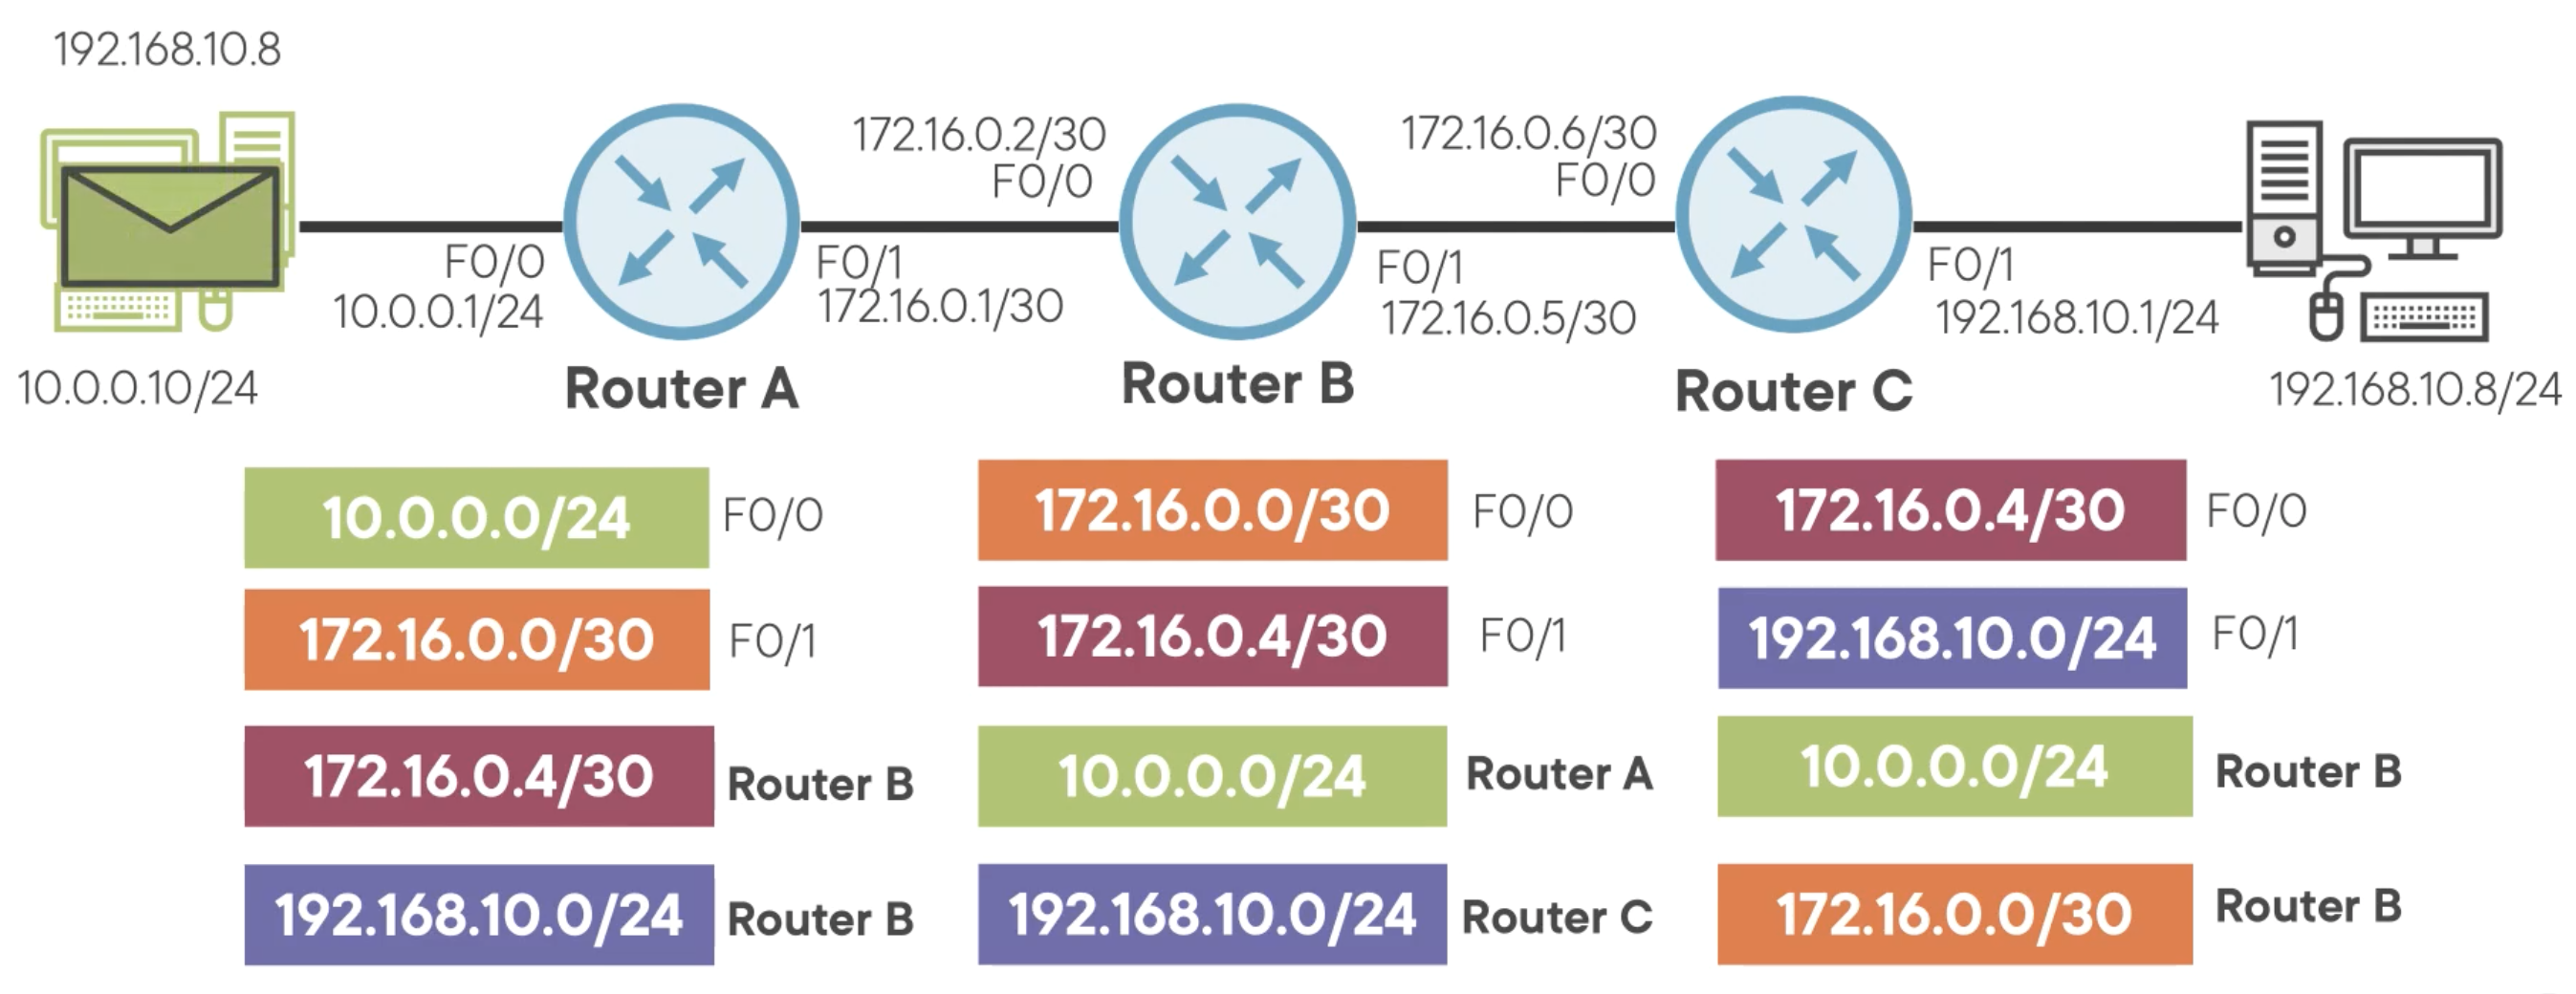 192.168.10.8
172.16.0.2/30
F0/0
172.16.0.6/30
F0/0
F0/0
10.0.0.1/24
F0/1
172.16.0.1/30
F0/1
172.16.0.5/30
F0/1
192.168.10.1/24
10.0.0.10/24
Router A
Router B
Router C
192.168.10.8/24
10.0.0.0/24 F0/0
172.16.0.0/30 F0/1
172.16.0.4/30 Router B
192.168.10.0/24 Router B
172.16.0.0/30 F0/0
172.16.0.4/30 F0/1
10.0.0.0/24 Router A
192.168.10.0/24 Router C
172.16.0.4/30 F0/0
192.168.10.0/24 F0/1
10.0.0.0/24 Router B
172.16.0.0/30 Router B